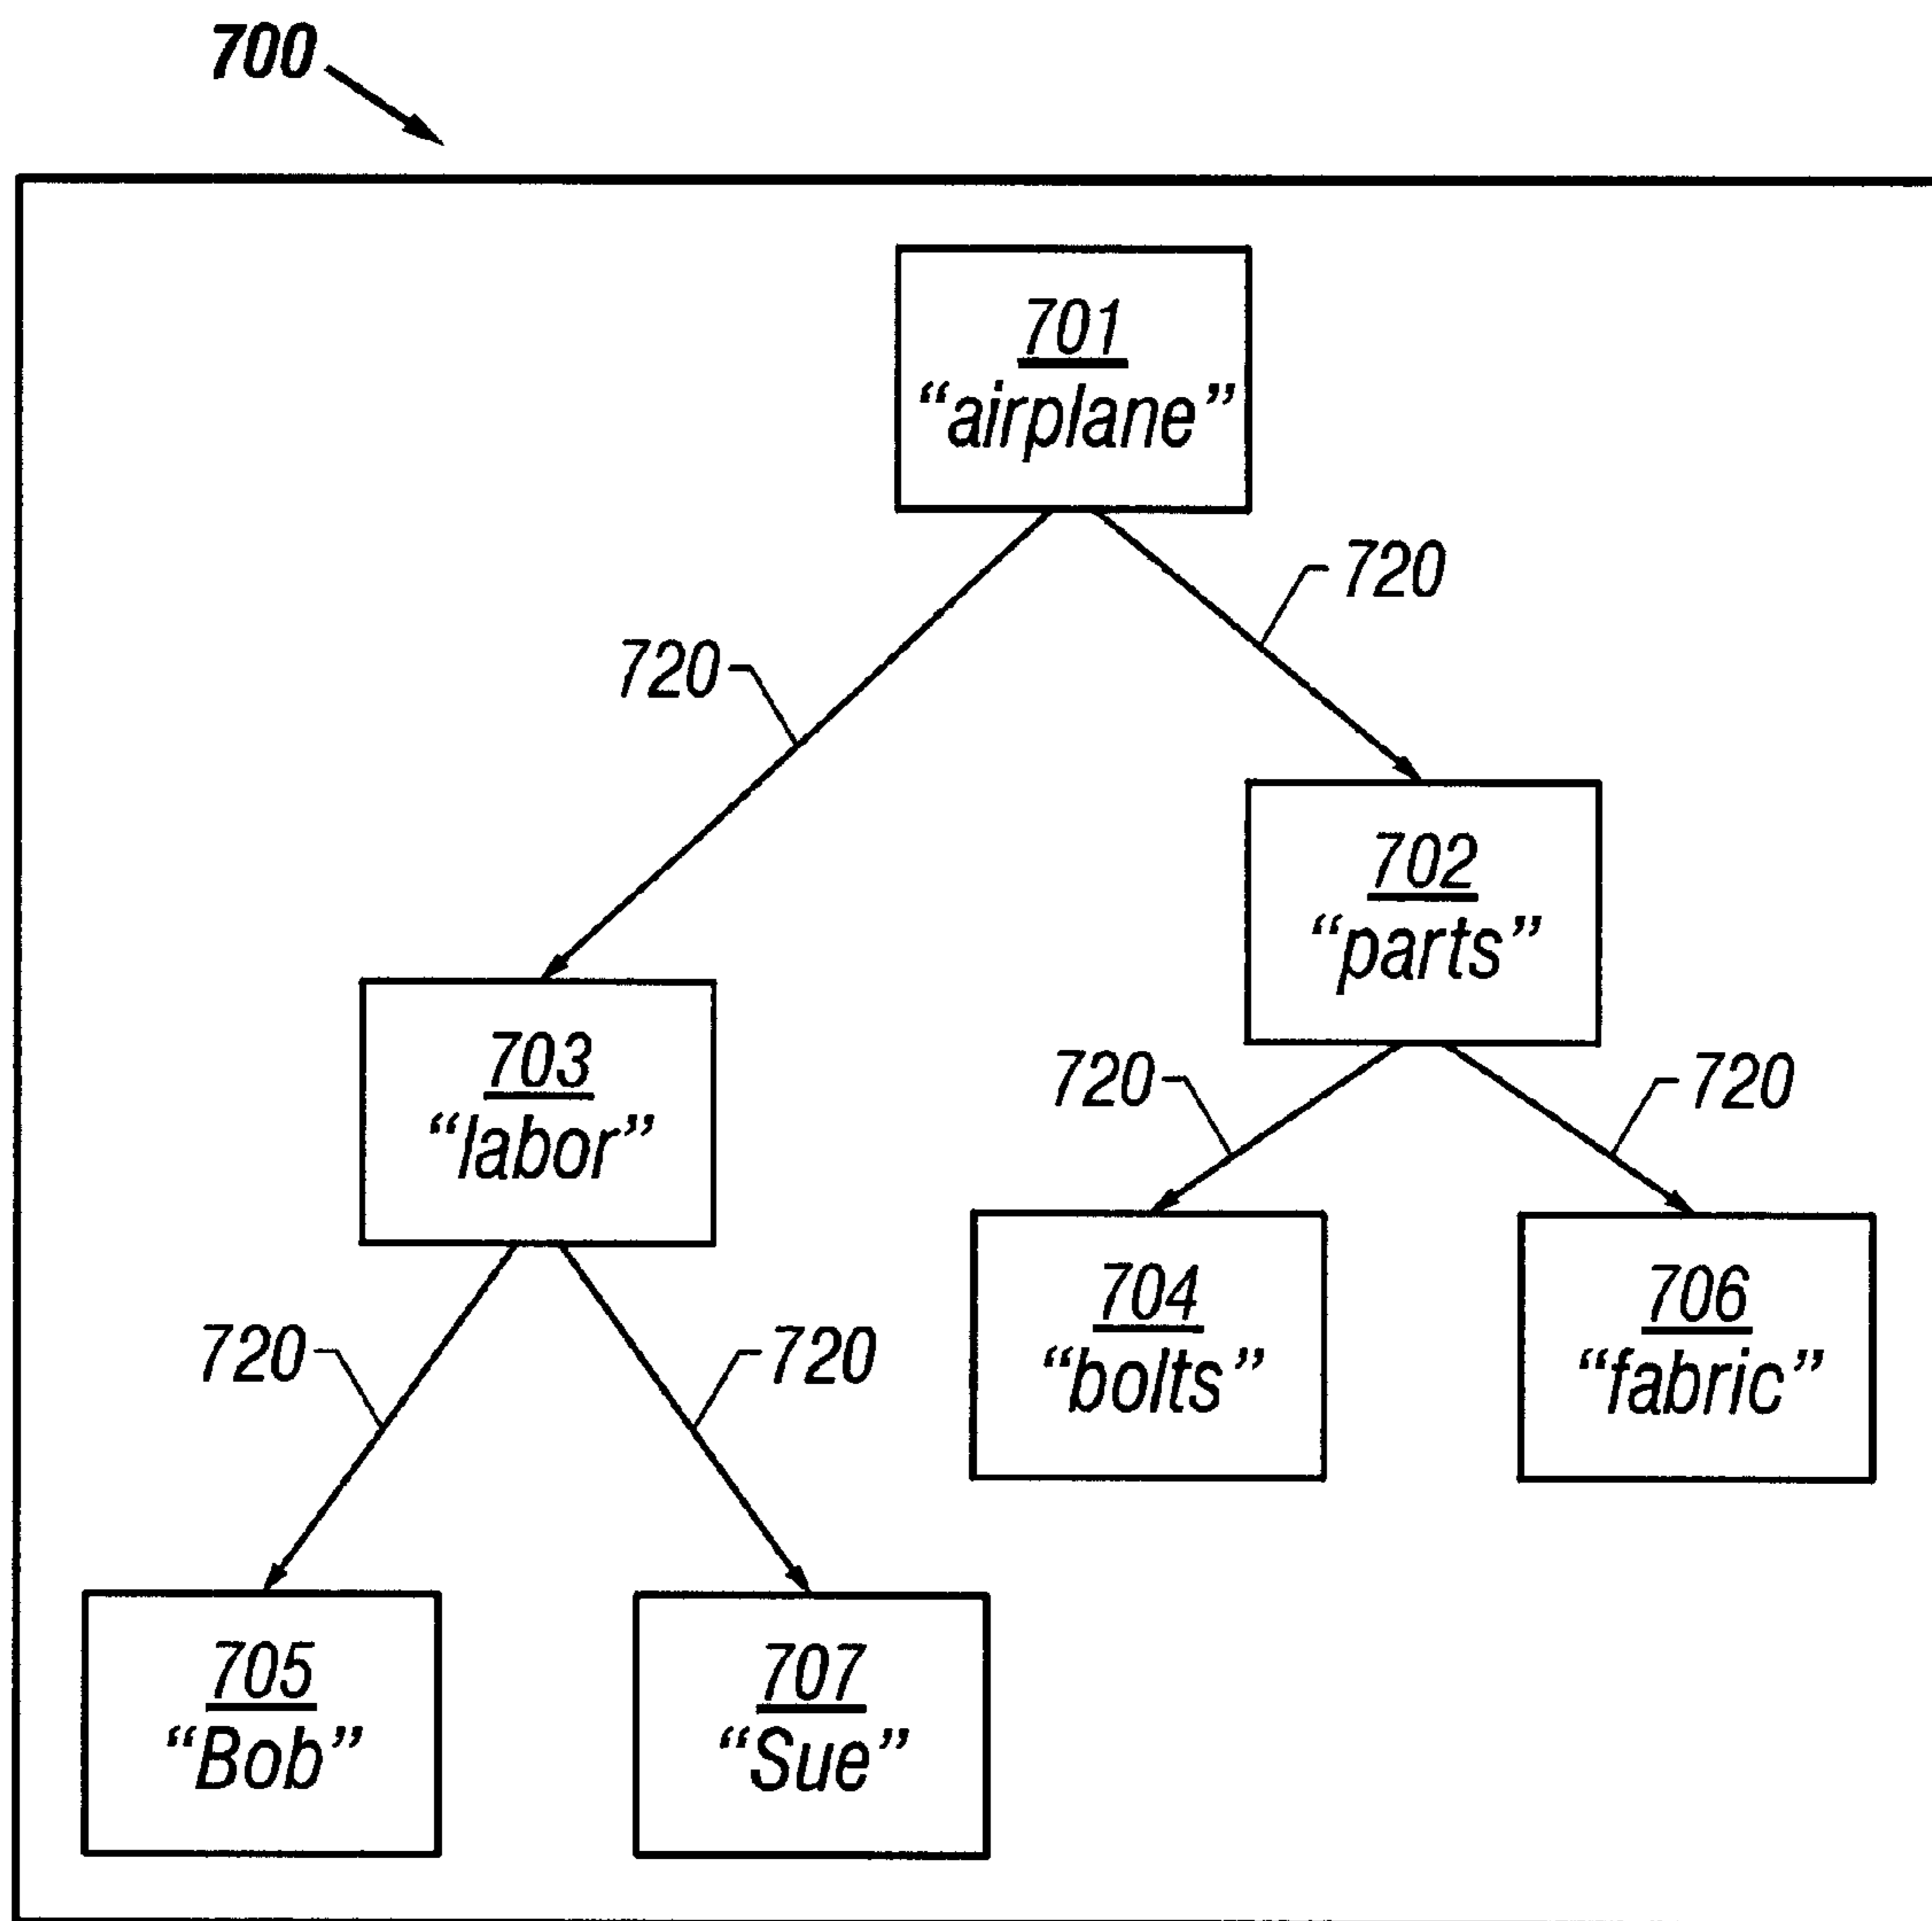 700
701
“airplane”
720
720
702
“parts”
703
“labor”
720
720
704
“bolts”
706
“fabric”
720
720
705
“Bob”
707
“Sue”